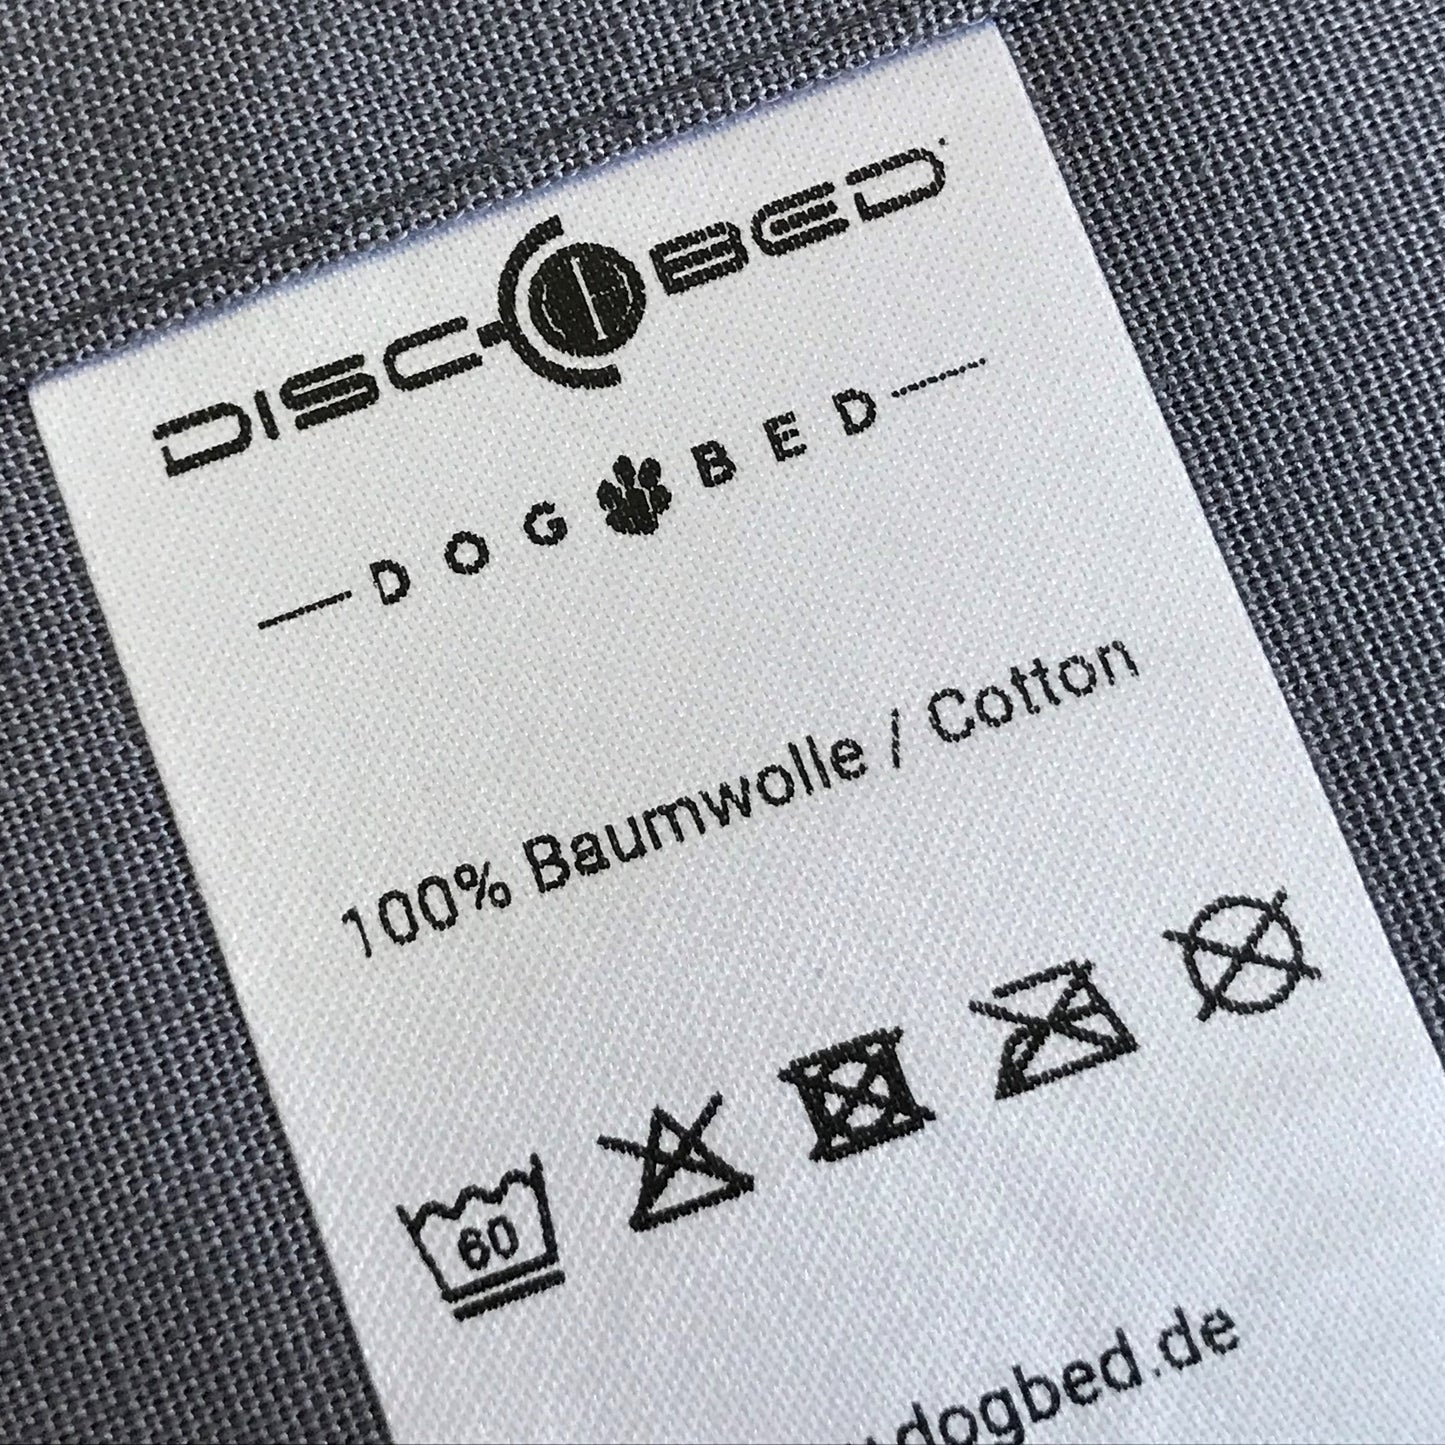 DISC-O-BED
DOG BED
100% Baumwolle / Cotton
60
dogbed.de